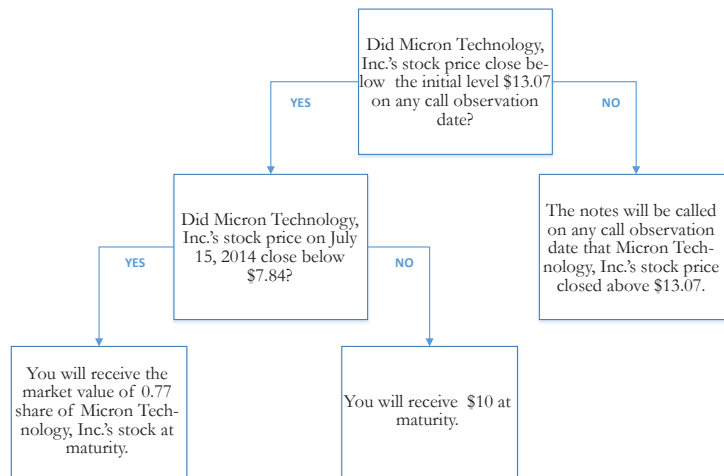 Did Micron Technology,
Inc.'s stock price close be-
low the initial level $13.07
on any call observation
date?
YES
NO
Did Micron Technology,
Inc.'s stock price on July
15, 2014 close below
$7.84?
The notes will be called
on any call observation
date that Micron Tech-
nology, Inc.'s stock price
closed above $13.07.
YES
NO
You will receive the
market value of 0.77
share of Micron Tech-
nology, Inc.'s stock at
maturity.
You will receive $10 at
maturity.